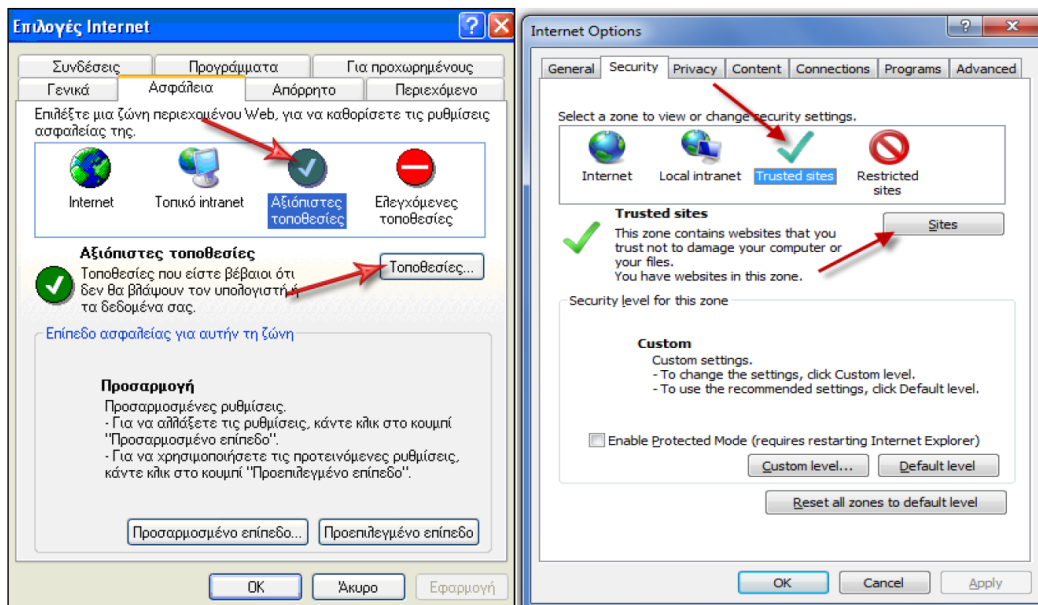 Επιλογές Internet
Συνδέσεις Προγράμματα Για προχωρημένους
Γενικά Ασφάλεια Απόρρητο Περιεχόμενο
Επιλέξτε μια ζώνη περιεχομένου Web, για να καθορίσετε τις ρυθμίσεις
ασφαλείας της.
Internet Τοπικό intranet Αξιόπιστες Ελεγχόμενες
τοποθεσίες τοποθεσίες
Αξιόπιστες τοποθεσίες
Τοποθεσίες που είστε βέβαιοι ότι
δεν θα βλάψουν τον υπολογιστή ή
τα δεδομένα σας.
Τοποθεσίες...
Επίπεδο ασφαλείας για αυτήν τη ζώνη
Προσαρμογή
Προσαρμοσμένες ρυθμίσεις.
- Για να αλλάξετε τις ρυθμίσεις, κάντε κλικ στο κουμπί
"Προσαρμοσμένο επίπεδο".
- Για να χρησιμοποιήσετε τις προτεινόμενες ρυθμίσεις,
κάντε κλικ στο κουμπί "Προεπιλεγμένο επίπεδο".
Προσαρμοσμένο επίπεδο... Προεπιλεγμένο επίπεδο
OK Άκυρο Εφαρμογή
Internet Options
General Security Privacy Content Connections Programs Advanced
Select a zone to view or change security settings.
Internet Local intranet Trusted sites Restricted
sites
Trusted sites
This zone contains websites that you
trust not to damage your computer or
your files.
You have websites in this zone.
Sites
Security level for this zone
Custom
Custom settings.
- To change the settings, click Custom level.
- To use the recommended settings, click Default level.
Enable Protected Mode (requires restarting Internet Explorer)
Custom level... Default level
Reset all zones to default level
OK Cancel Apply